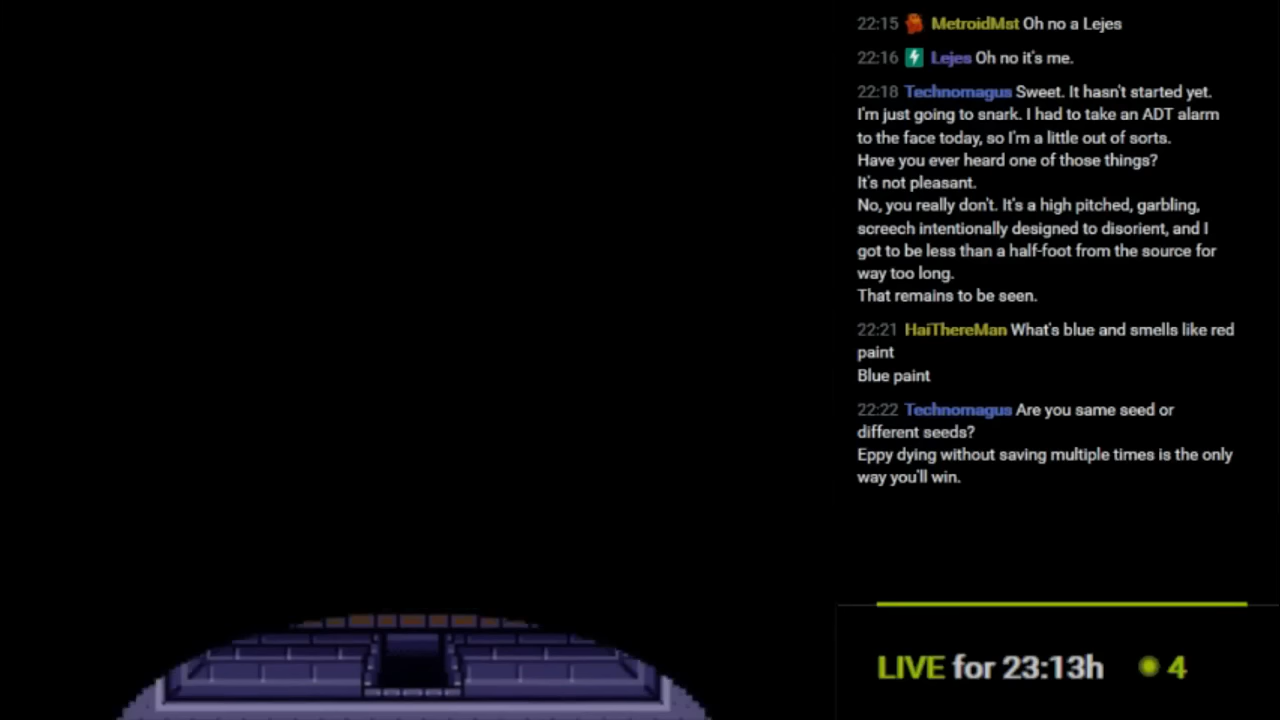 22:15 MetroidMst Oh no a Lejes
22:16 Lejes Oh no it's me.
22:18 Technomagus Sweet. It hasn't started yet.
I'm just going to snark. I had to take an ADT alarm
to the face today, so I'm a little out of sorts.
Have you ever heard one of those things?
It's not pleasant.
No, you really don't. It's a high pitched, garbling,
screech intentionally designed to disorient, and I
got to be less than a half-foot from the source for
way too long.
That remains to be seen.
22:21 HaiThereMan What's blue and smells like red
paint
Blue paint
22:22 Technomagus Are you same seed or
different seeds?
Eppy dying without saving multiple times is the only
way you'll win.
LIVE for 23:13h 4